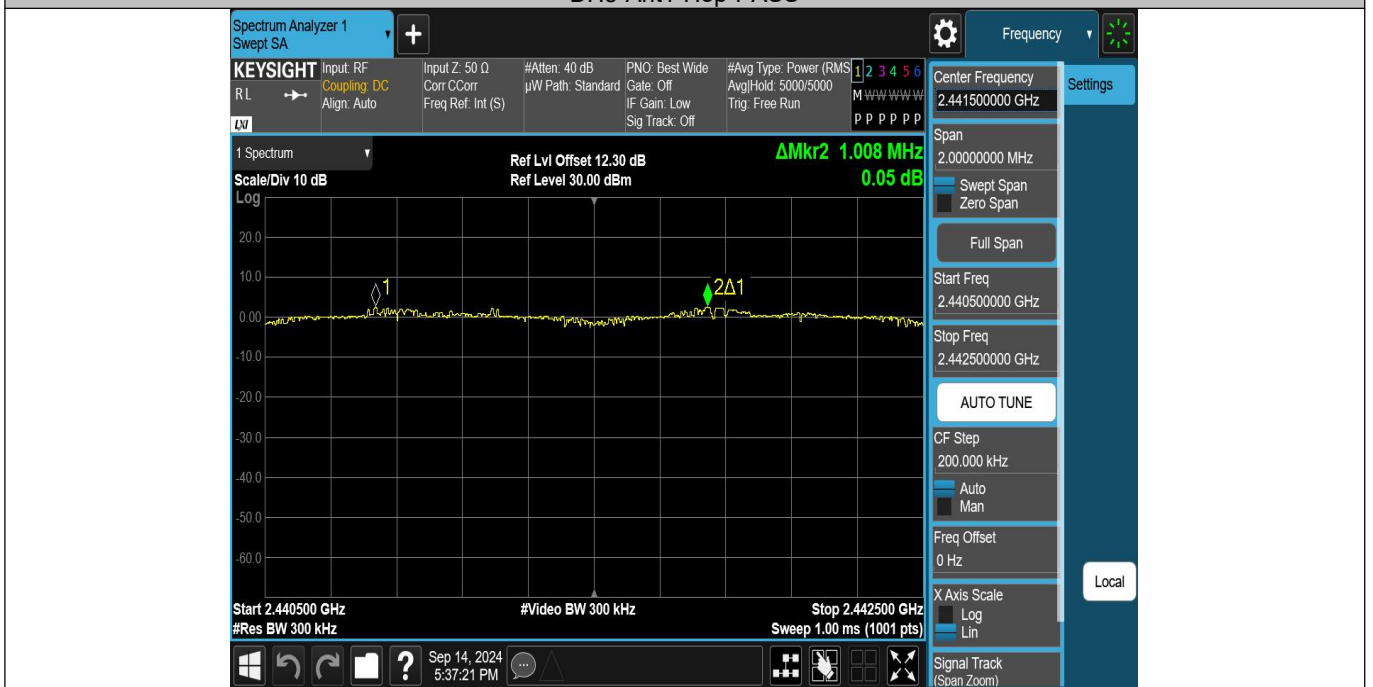 Spectrum Analyzer 1
Swept SA
+
Frequency
KEYSIGHT
R L
LXI
Input: RF
Coupling: DC
Align: Auto
Input Z: 50 Ω
Corr CCorr
Freq Ref: Int (S)
#Atten: 40 dB
µW Path: Standard
PNO: Best Wide
Gate: Off
IF Gain: Low
Sig Track: Off
#Avg Type: Power (RMS
Avg|Hold: 5000/5000
Trig: Free Run
1 2 3 4 5 6
M W W W W W
P P P P P P
1 Spectrum
Scale/Div 10 dB
Log
Ref Lvl Offset 12.30 dB
Ref Level 30.00 dBm
ΔMkr2 1.008 MHz
0.05 dB
20.0
10.0
0.00
-10.0
-20.0
-30.0
-40.0
-50.0
-60.0
1
2Δ1
Start 2.440500 GHz
#Res BW 300 kHz
#Video BW 300 kHz
Stop 2.442500 GHz
Sweep 1.00 ms (1001 pts)
Center Frequency
2.441500000 GHz
Settings
Span
2.00000000 MHz
Swept Span
Zero Span
Full Span
Start Freq
2.440500000 GHz
Stop Freq
2.442500000 GHz
AUTO TUNE
CF Step
200.000 kHz
Auto
Man
Freq Offset
0 Hz
X Axis Scale
Log
Lin
Signal Track
(Span Zoom)
Local
?
Sep 14, 2024
5:37:21 PM